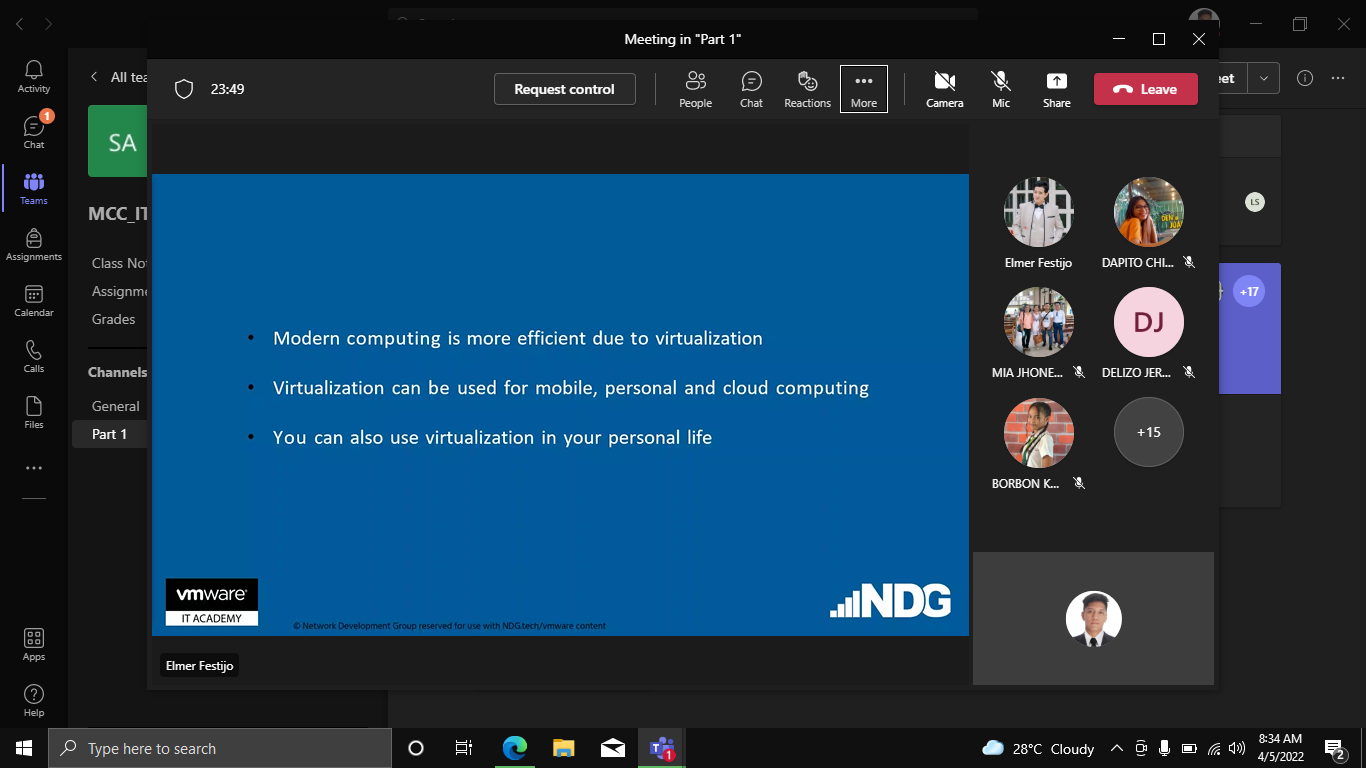 Meeting in "Part 1"
23:49
Request control
People
Chat
Reactions
More
Camera
Mic
Share
Leave
Activity
1
Chat
Teams
Assignments
Calendar
Calls
Files
Apps
Help
All tea
SA
MCC_IT
Class No
Assignme
Grades
Channels
General
Part 1
• Modern computing is more efficient due to virtualization
• Virtualization can be used for mobile, personal and cloud computing
• You can also use virtualization in your personal life
vmware®
IT ACADEMY
© Network Development Group reserved for use with NDG.tech/vmware content
NDG
Elmer Festijo
Elmer Festijo
DAPITO CHI...
MIA JHONE...
DJ
DELIZO JER...
BORBON K...
+15
eet
LS
+17
Type here to search
1
28°C Cloudy
8:34 AM
4/5/2022
2